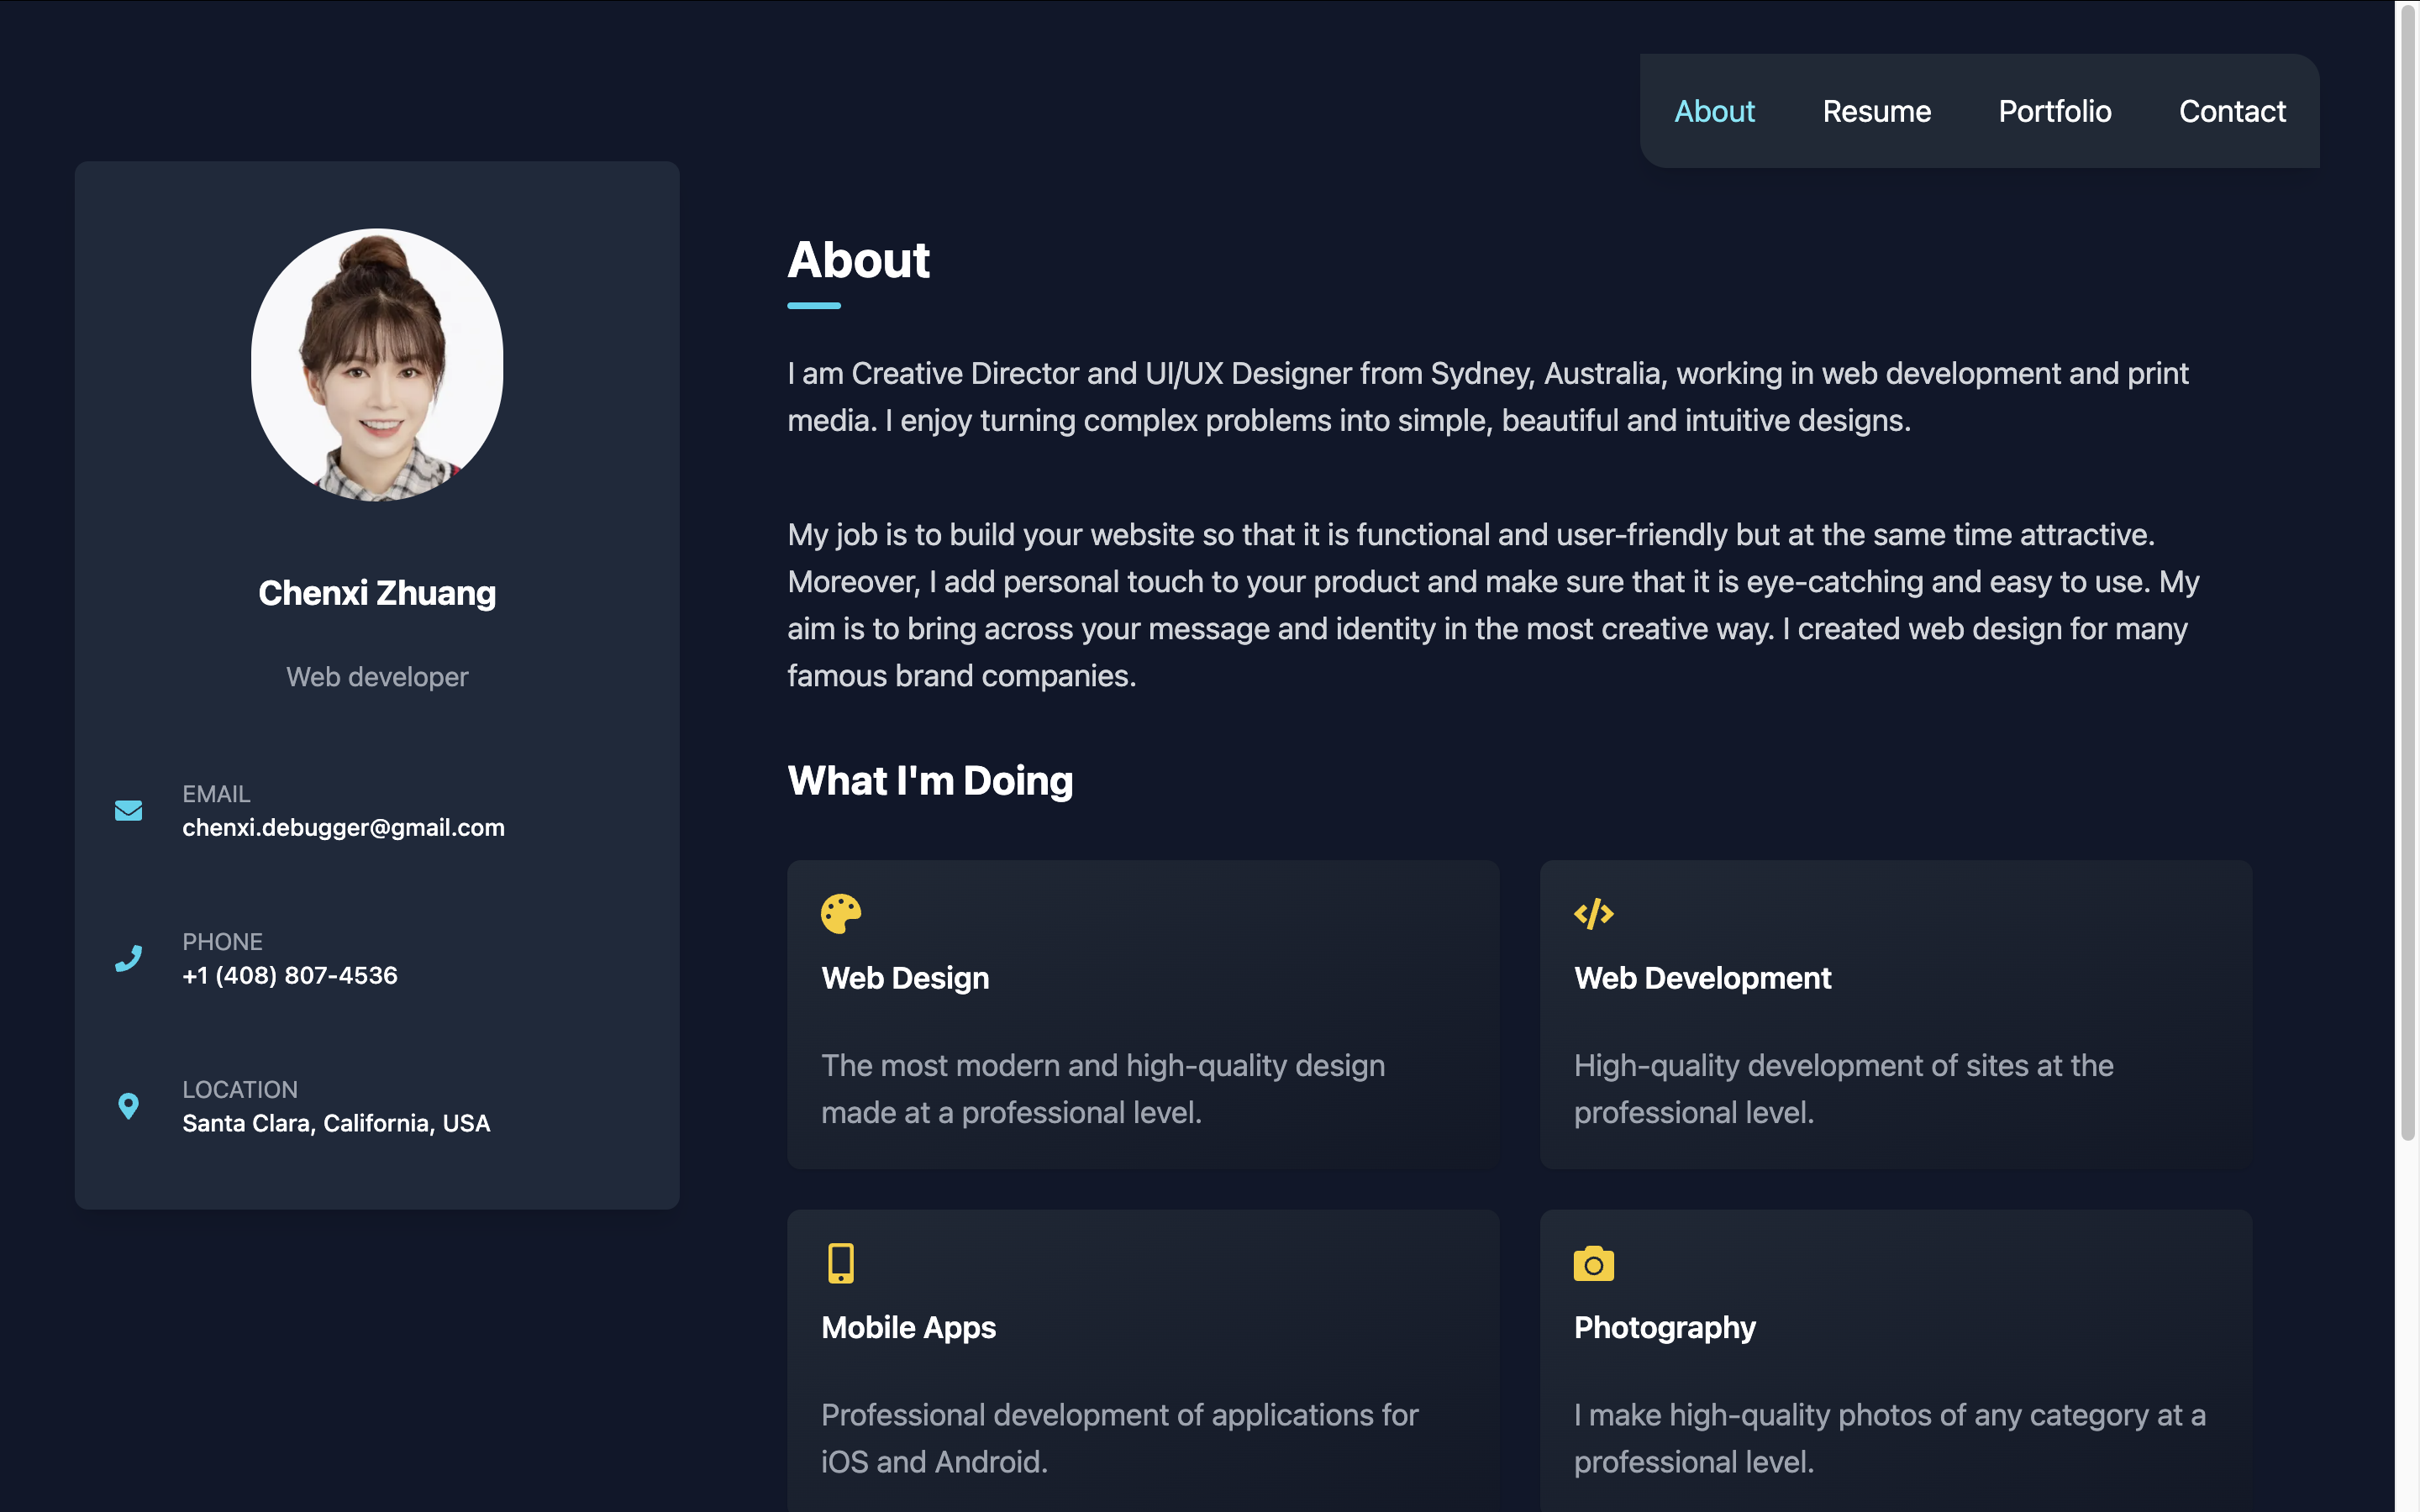 About
Resume
Portfolio
Contact
Chenxi Zhuang
Web developer
EMAIL
chenxi.debugger@gmail.com
PHONE
+1 (408) 807-4536
LOCATION
Santa Clara, California, USA
About
I am Creative Director and UI/UX Designer from Sydney, Australia, working in web development and print
media. I enjoy turning complex problems into simple, beautiful and intuitive designs.
My job is to build your website so that it is functional and user-friendly but at the same time attractive.
Moreover, I add personal touch to your product and make sure that it is eye-catching and easy to use. My
aim is to bring across your message and identity in the most creative way. I created web design for many
famous brand companies.
What I'm Doing
Web Design
The most modern and high-quality design
made at a professional level.
Web Development
High-quality development of sites at the
professional level.
Mobile Apps
Professional development of applications for
iOS and Android.
Photography
I make high-quality photos of any category at a
professional level.